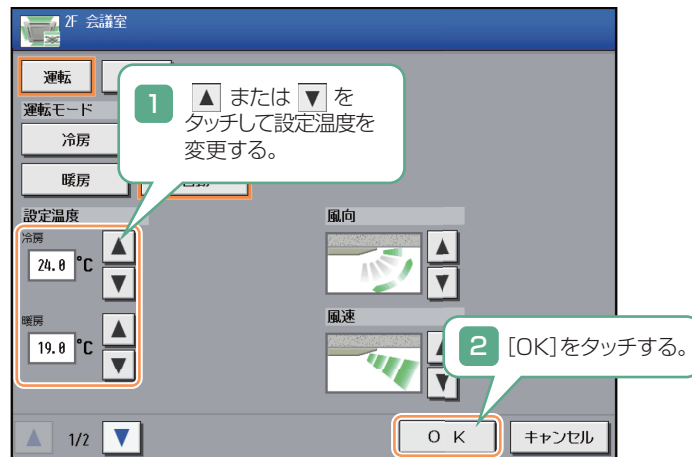 2F 会議室
運転
1 ▲ または ▼ を
タッチして設定温度を
変更する。
運転モード
冷房
暖房
設定温度
冷房
24.0 °C
▲
▼
暖房
19.0 °C
▲
▼
風向
▲
▼
風速
▼
2 [OK]をタッチする。
▲ 1/2 ▼
OK
キャンセル